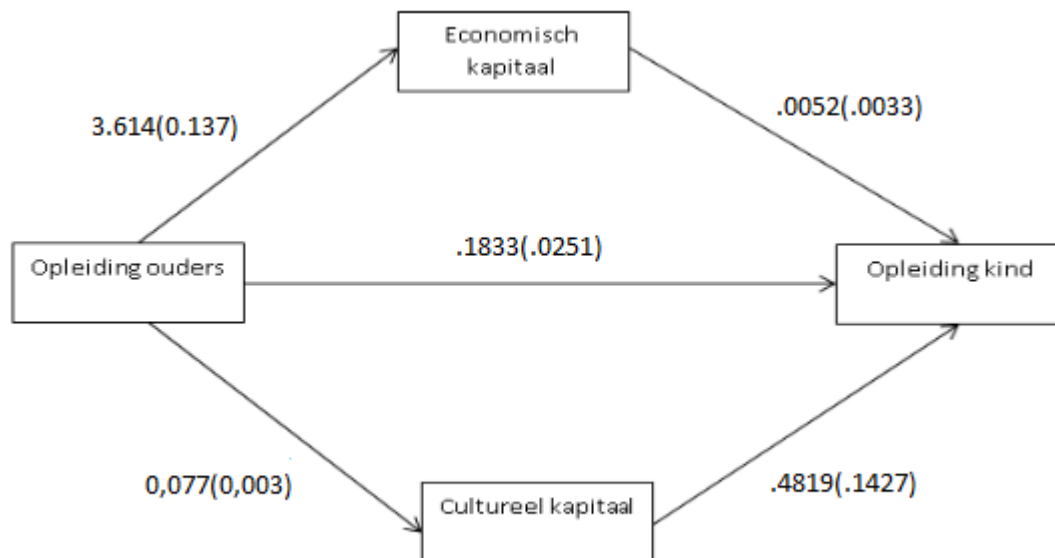 Economisch
kapitaal
3.614(0.137)
.0052(.0033)
Opleiding ouders
.1833(.0251)
Opleiding kind
0,077(0,003)
Cultureel kapitaal
.4819(.1427)